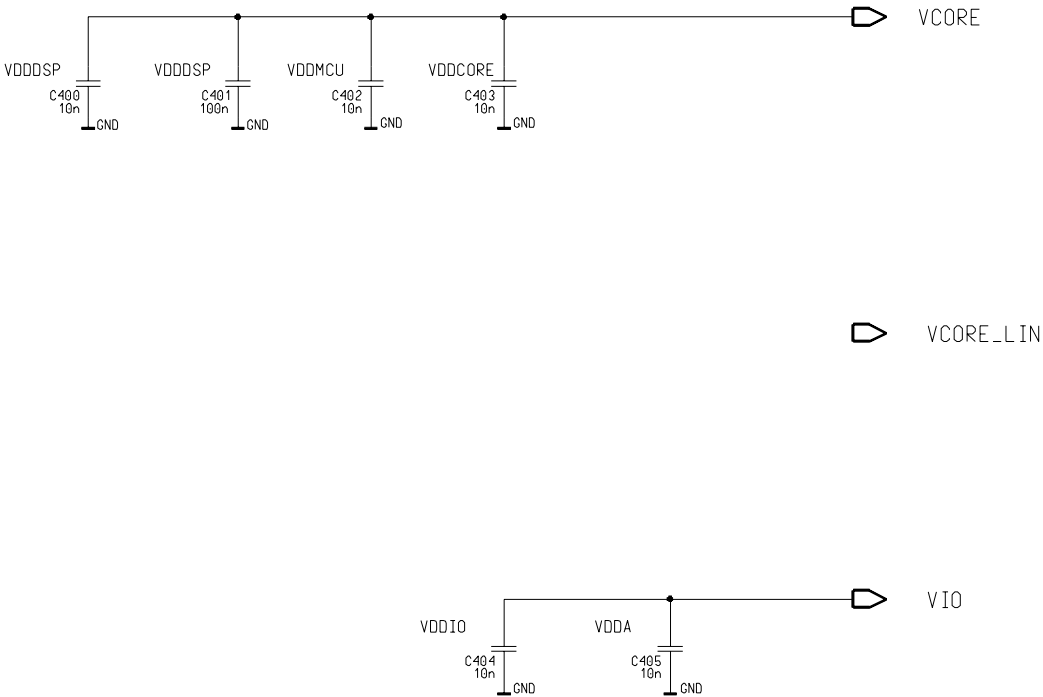 VCORE
VDDDSP
C400
10n
GND
VDDDSP
C401
100n
GND
VDDMCU
C402
10n
GND
VDDCORE
C403
10n
GND
VCORE_LIN
VIO
VDDIO
C404
10n
GND
VDDA
C405
10n
GND